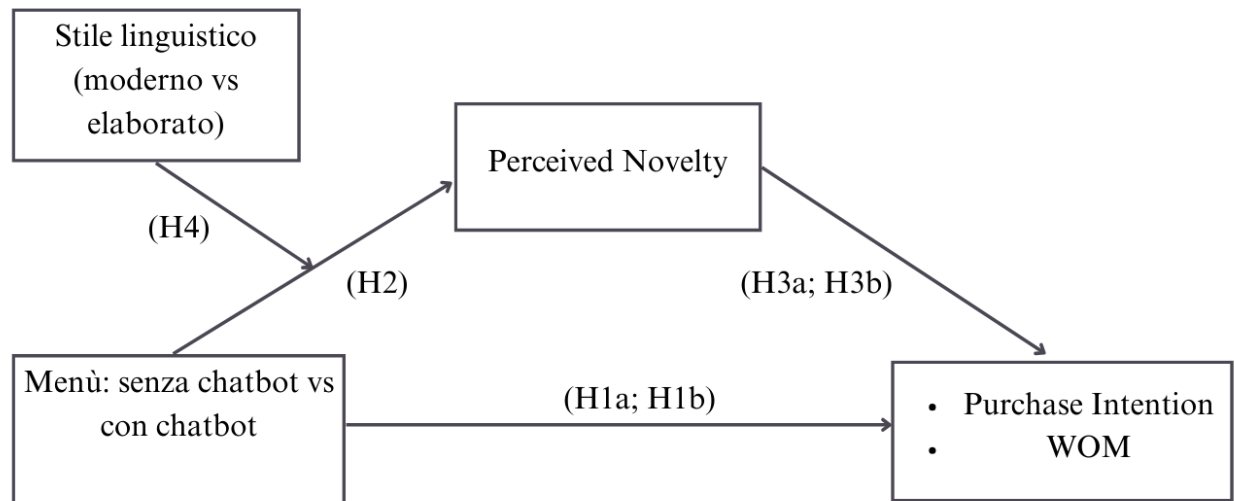 Stile linguistico
(moderno vs
elaborato)
Perceived Novelty
(H4)
(H2)
(H3a; H3b)
Menù: senza chatbot vs
con chatbot
(H1a; H1b)
• Purchase Intention
• WOM